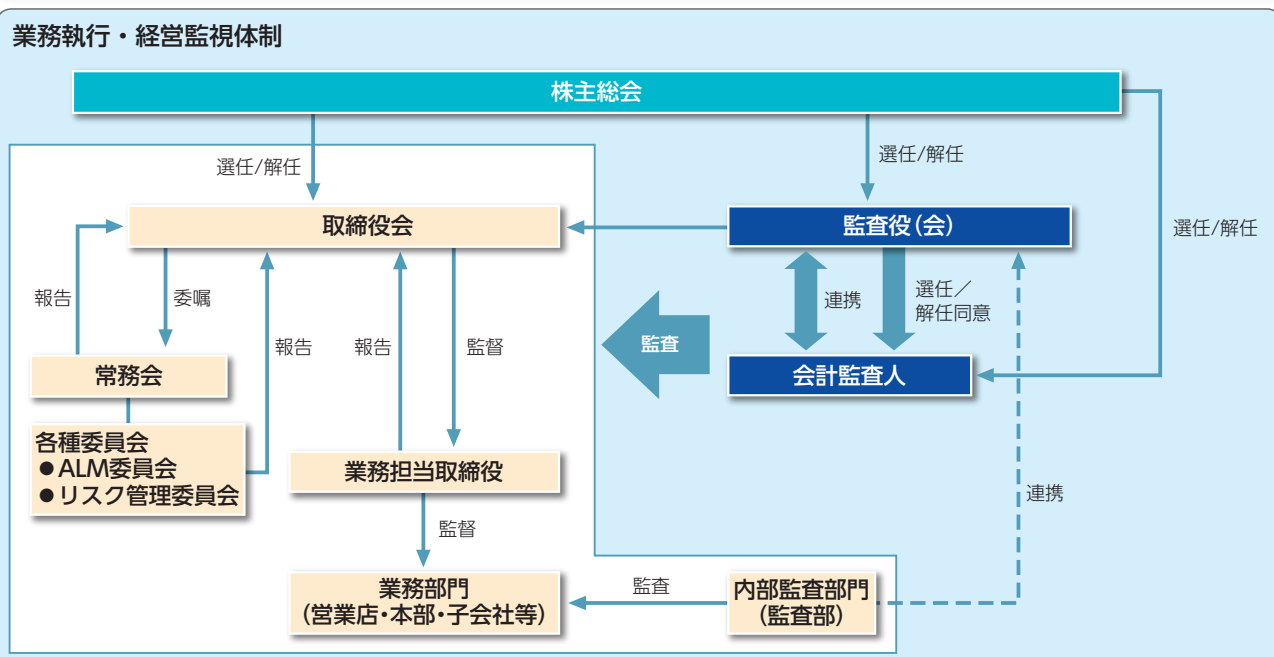 業務執行・経営監視体制
株主総会
選任/解任
選任/解任
選任/解任
取締役会
監査役(会)
報告
委嘱
報告
報告
監督
連携
選任／
解任同意
監査
常務会
会計監査人
各種委員会
●ALM委員会
●リスク管理委員会
業務担当取締役
連携
監督
業務部門
(営業店・本部・子会社等)
監査
内部監査部門
(監査部)